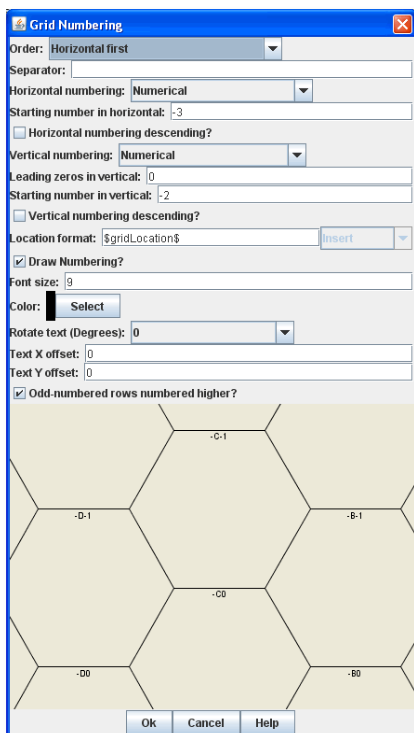 Grid Numbering
Order: Horizontal first
Separator:
Horizontal numbering: Numerical
Starting number in horizontal: -3
Horizontal numbering descending?
Vertical numbering: Numerical
Leading zeros in vertical: 0
Starting number in vertical: -2
Vertical numbering descending?
Location format: $gridLocation$ Insert
Draw Numbering?
Font size: 9
Color: Select
Rotate text (Degrees): 0
Text X offset: 0
Text Y offset: 0
Odd-numbered rows numbered higher?
-C-1
-D-1 -B-1
-C0
-D0 -B0
Ok Cancel Help